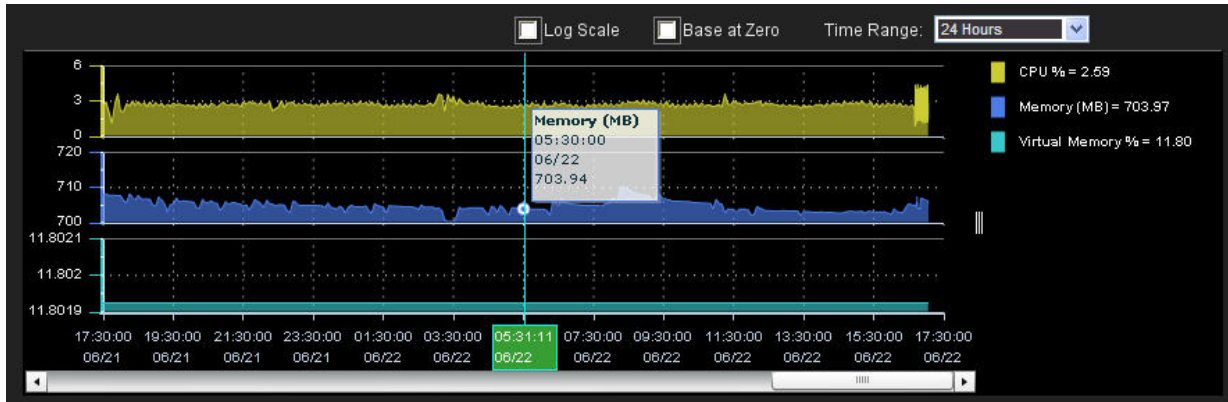 Log Scale Base at Zero Time Range: 24 Hours
6
3
0
CPU % = 2.59
Memory (MB) = 703.97
Virtual Memory % = 11.80
Memory (MB)
05:30:00
06/22
703.94
720
710
700
11.8021
11.802
11.8019
17:30:00 19:30:00 21:30:00 23:30:00 01:30:00 03:30:00 05:31:11 07:30:00 09:30:00 11:30:00 13:30:00 15:30:00 17:30:00
06/21 06/21 06/21 06/21 06/22 06/22 06/22 06/22 06/22 06/22 06/22 06/22 06/22